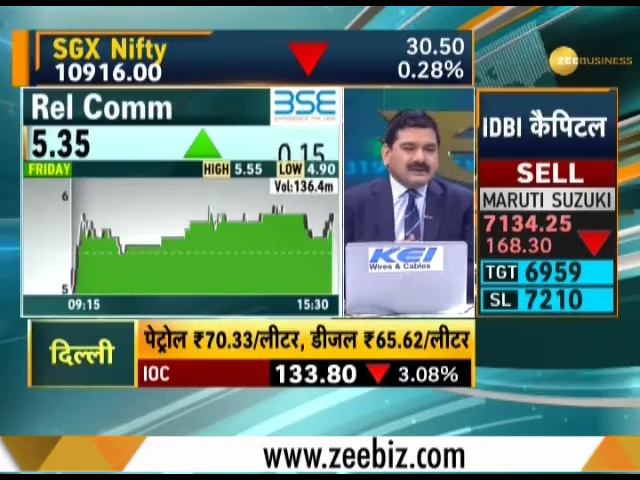 SGX Nifty
10916.00
30.50
0.28%
ZEEBUSINESS
Rel Comm
BSE
5.35
0.15
FRIDAY
HIGH 5.55 LOW 4.90
Vol:136.4m
6
5
09:15 15:30
KEI
Wires & Cables
IDBI कैपिटल
SELL
MARUTI SUZUKI
7134.25
168.30
TGT 6959
SL 7210
दिल्ली
पेट्रोल ₹70.33/लीटर, डीजल ₹65.62/लीटर
IOC 133.80 3.08%
www.zeebiz.com